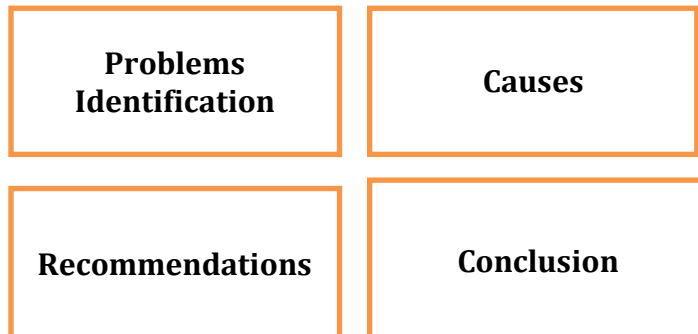 Problems
Identification
Causes
Recommendations
Conclusion